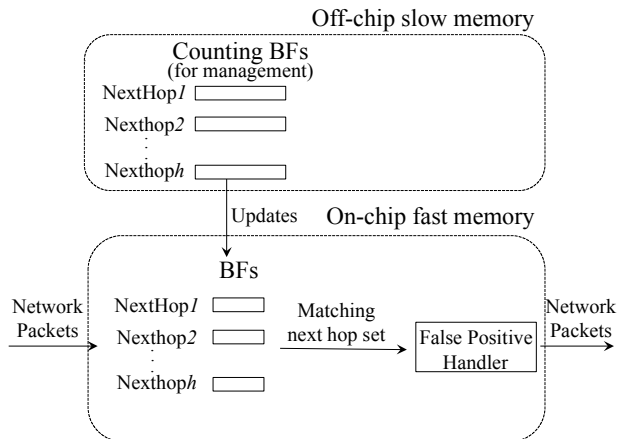 Off-chip slow memory
Counting BFs
(for management)
NextHop1
Nexthop2
Nexthoph
Updates
On-chip fast memory
BFs
Network
Packets
NextHop1
Nexthop2
Nexthoph
Matching
next hop set
False Positive
Handler
Network
Packets